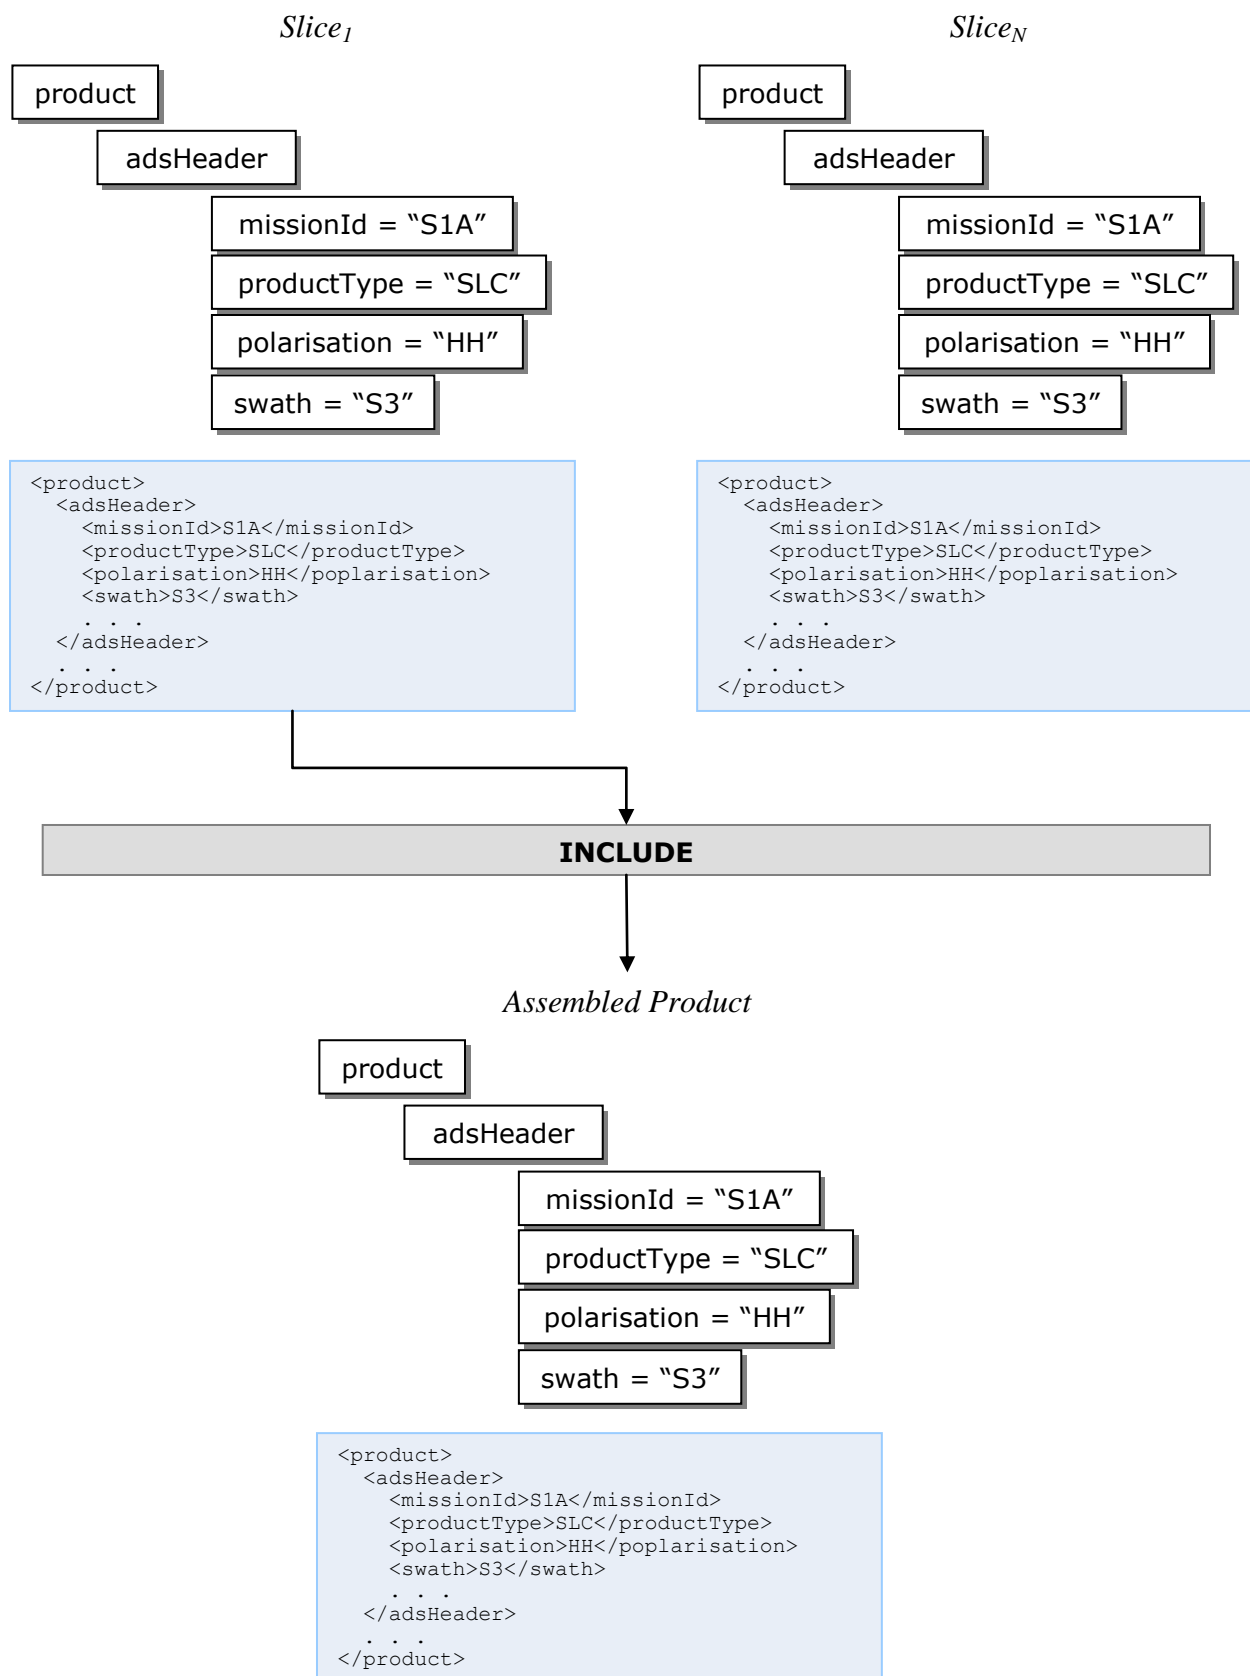 Slice1
product
adsHeader
missionId = “S1A”
productType = “SLC”
polarisation = “HH”
swath = “S3”
<product>
<adsHeader>
<missionId>S1A</missionId>
<productType>SLC</productType>
<polarisation>HH</poplarisation>
<swath>S3</swath>
. . .
</adsHeader>
. . .
</product>
SliceN
product
adsHeader
missionId = “S1A”
productType = “SLC”
polarisation = “HH”
swath = “S3”
<product>
<adsHeader>
<missionId>S1A</missionId>
<productType>SLC</productType>
<polarisation>HH</poplarisation>
<swath>S3</swath>
. . .
</adsHeader>
. . .
</product>
INCLUDE
Assembled Product
product
adsHeader
missionId = “S1A”
productType = “SLC”
polarisation = “HH”
swath = “S3”
<product>
<adsHeader>
<missionId>S1A</missionId>
<productType>SLC</productType>
<polarisation>HH</poplarisation>
<swath>S3</swath>
. . .
</adsHeader>
. . .
</product>